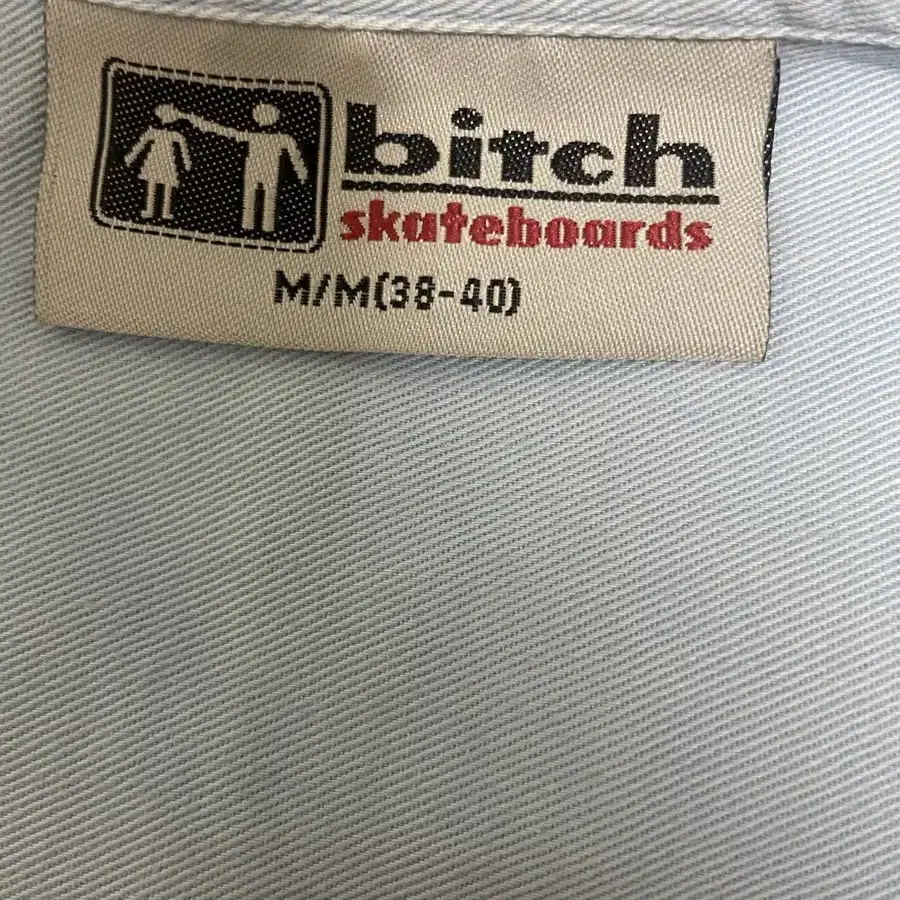 bitch
skateboards
M/M(38-40)